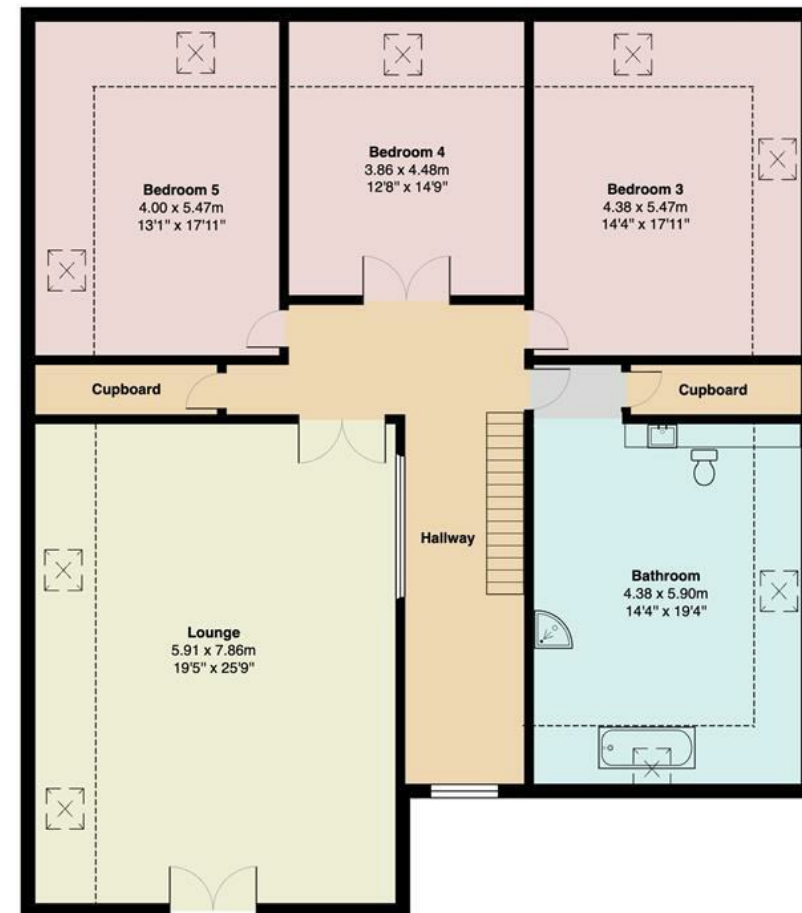 Bedroom 5
4.00 x 5.47m
13'1" x 17'11"
Bedroom 4
3.86 x 4.48m
12'8" x 14'9"
Bedroom 3
4.38 x 5.47m
14'4" x 17'11"
Cupboard
Cupboard
Hallway
Lounge
5.91 x 7.86m
19'5" x 25'9"
Bathroom
4.38 x 5.90m
14'4" x 19'4"